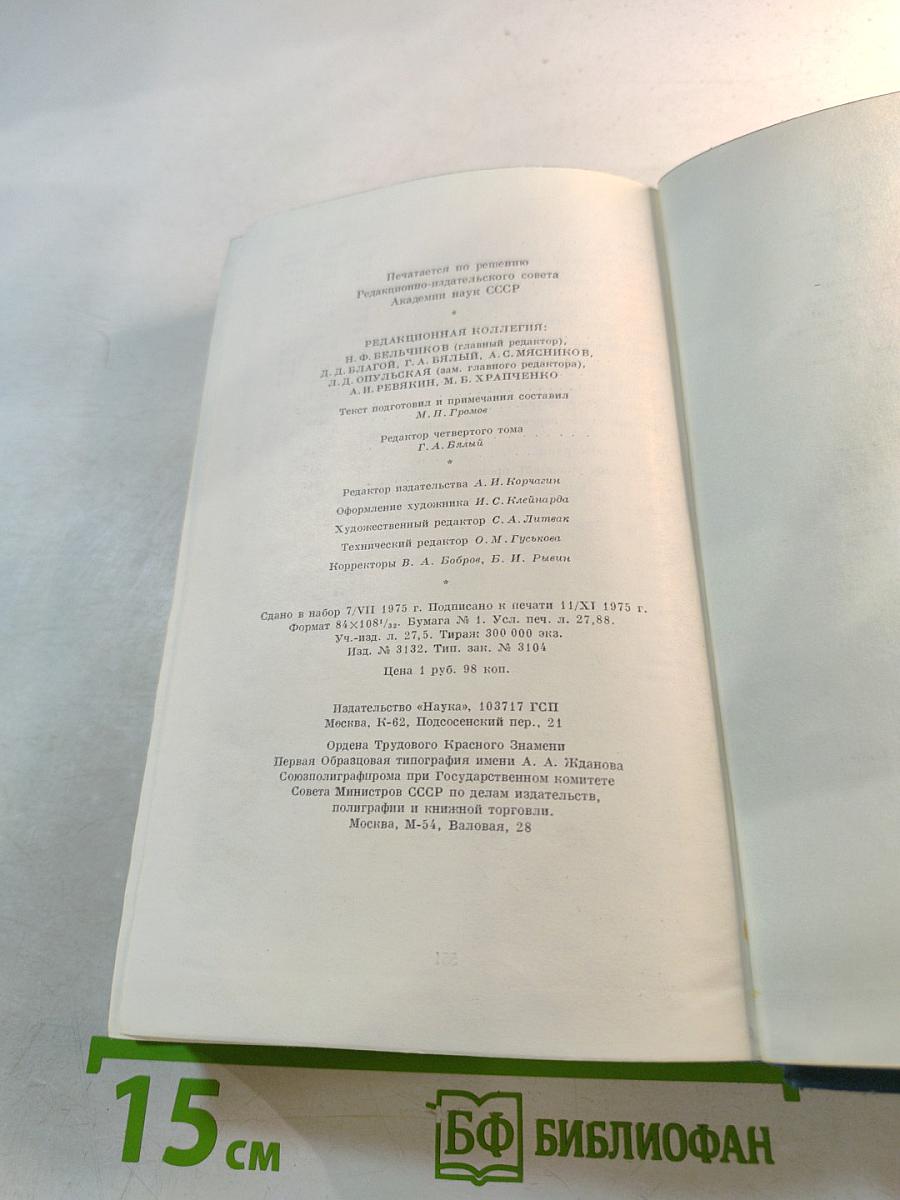 Печатается по решению
Редакционно-издательского совета
Академии наук СССР
*
РЕДАКЦИОННАЯ КОЛЛЕГИЯ:
Н. Ф. БЕЛЬЧИКОВ (главный редактор),
Д. Д. БЛАГОЙ, Г. А. БЯЛЫЙ, А. С. МЯСНИКОВ,
Л. Д. ОПУЛЬСКАЯ (зам. главного редактора),
А. И. РЕВЯКИН, М. Б. ХРАПЧЕНКО
Текст подготовил и примечания составил
М. П. Громов
Редактор четвертого тома
Г. А. Бялый
*
Редактор издательства А. И. Корчагин
Оформление художника И. С. Клейнарда
Художественный редактор С. А. Литвак
Технический редактор О. М. Гуськова
Корректоры В. А. Бобров, Б. И. Рывин
*
Сдано в набор 7/VII 1975 г. Подписано к печати 11/XI 1975 г.
Формат 84×108¹/₃₂. Бумага № 1. Усл. печ. л. 27,88.
Уч.-изд. л. 27,5. Тираж 300 000 экз.
Изд. № 3132. Тип. зак. № 3104
Цена 1 руб. 98 коп.
Издательство «Наука», 103717 ГСП
Москва, К-62, Подсосенский пер., 21
Ордена Трудового Красного Знамени
Первая Образцовая типография имени А. А. Жданова
Союзполиграфпрома при Государственном комитете
Совета Министров СССР по делам издательств,
полиграфии и книжной торговли.
Москва, М-54, Валовая, 28
15 см
БФ БИБЛИОФАН